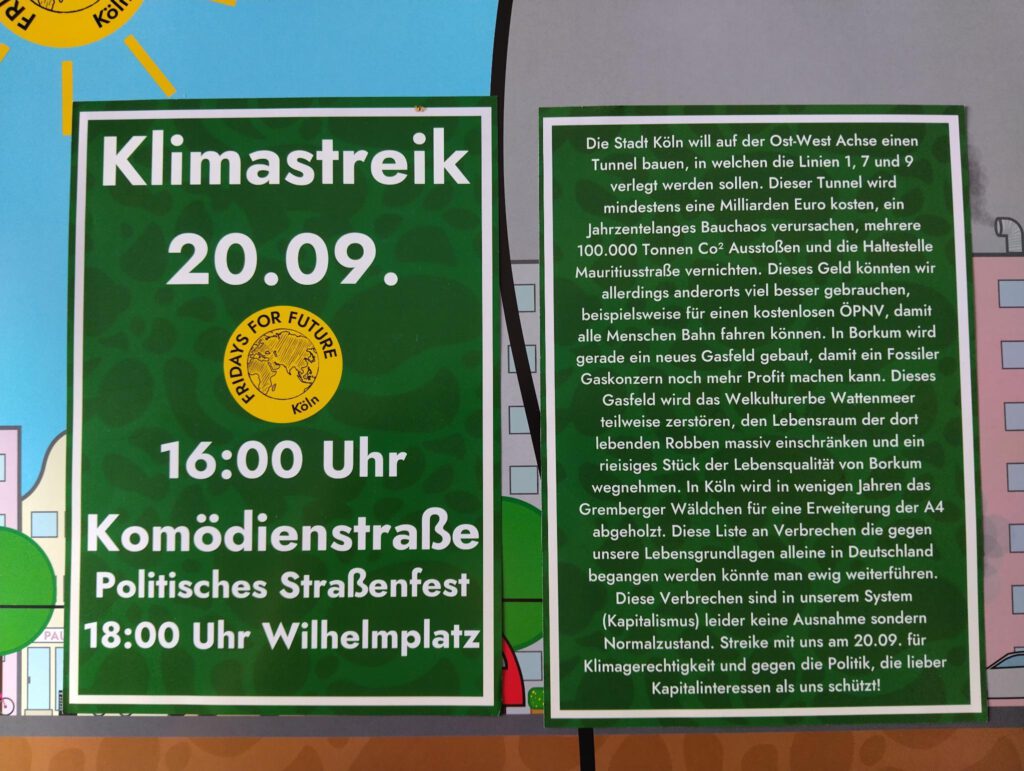 FRIDAYS FOR FUTURE
Köln
Klimastreik
20.09.
FRIDAYS FOR FUTURE
Köln
16:00 Uhr
Komödienstraße
Politisches Straßenfest
18:00 Uhr Wilhelmplatz
Die Stadt Köln will auf der Ost-West Achse einen
Tunnel bauen, in welchen die Linien 1, 7 und 9
verlegt werden sollen. Dieser Tunnel wird
mindestens eine Milliarden Euro kosten, ein
Jahrzentelanges Bauchaos verursachen, mehrere
100.000 Tonnen Co² Ausstoßen und die Haltestelle
Mauritiusstraße vernichten. Dieses Geld könnten wir
allerdings anderorts viel besser gebrauchen,
beispielsweise für einen kostenlosen ÖPNV, damit
alle Menschen Bahn fahren können. In Borkum wird
gerade ein neues Gasfeld gebaut, damit ein Fossiler
Gaskonzern noch mehr Profit machen kann. Dieses
Gasfeld wird das Welkulturerbe Wattenmeer
teilweise zerstören, den Lebensraum der dort
lebenden Robben massiv einschränken und ein
rieisiges Stück der Lebensqualität von Borkum
wegnehmen. In Köln wird in wenigen Jahren das
Gremberger Wäldchen für eine Erweiterung der A4
abgeholzt. Diese Liste an Verbrechen die gegen
unsere Lebensgrundlagen alleine in Deutschland
begangen werden könnte man ewig weiterführen.
Diese Verbrechen sind in unserem System
(Kapitalismus) leider keine Ausnahme sondern
Normalzustand. Streike mit uns am 20.09. für
Klimagerechtigkeit und gegen die Politik, die lieber
Kapitalinteressen als uns schützt!